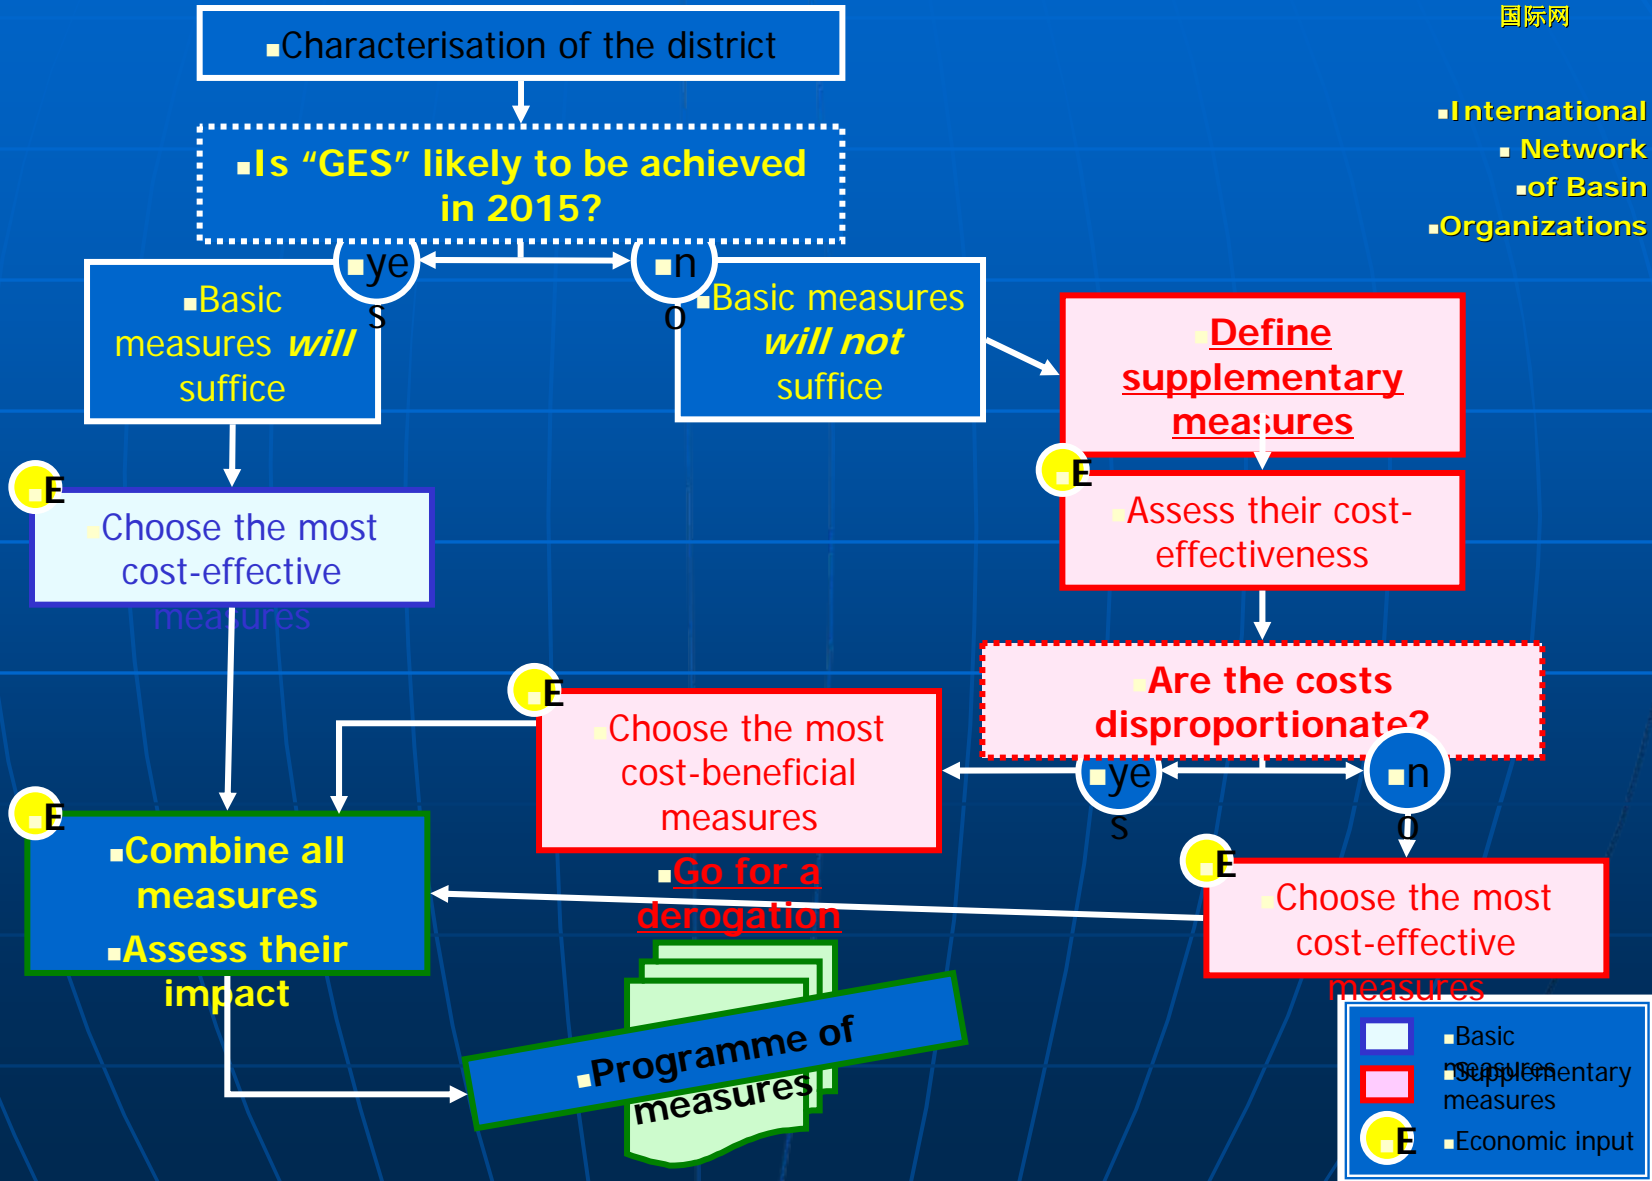 国际网
▪International
▪ Network
▪of Basin
▪Organizations
▪Characterisation of the district
▪Is “GES” likely to be achieved
in 2015?
▪ye
s
▪n
o
▪Basic
measures will
suffice
▪Basic measures
will not
suffice
▪Define
supplementary
measures
▪E
▪Assess their cost-
effectiveness
▪E
▪Choose the most
cost-effective
measures
▪Are the costs
disproportionate?
▪ye
s
▪n
o
▪E
▪Choose the most
cost-beneficial
measures
▪Go for a
derogation
▪E
▪Combine all
measures
▪Assess their
impact
▪E
▪Choose the most
cost-effective
measures
▪Programme of
measures
▪Basic
measures
▪Supplementary
measures
▪E
▪Economic input